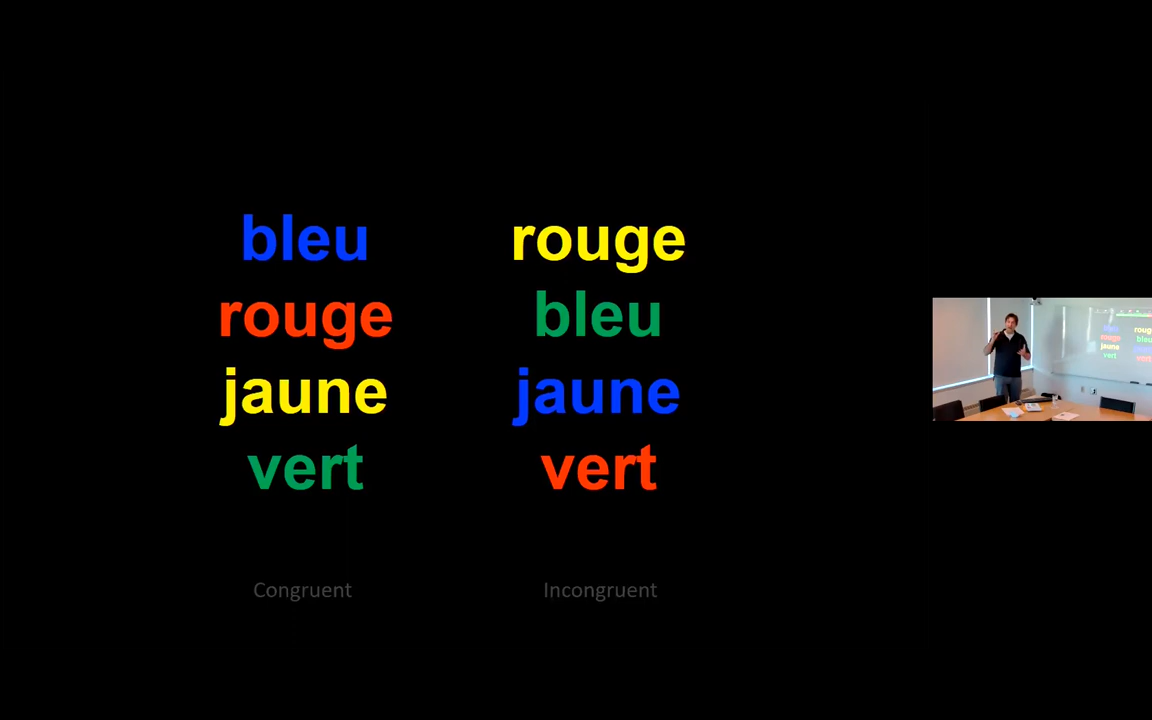 bleu
rouge
jaune
vert
Congruent
rouge
bleu
jaune
vert
Incongruent